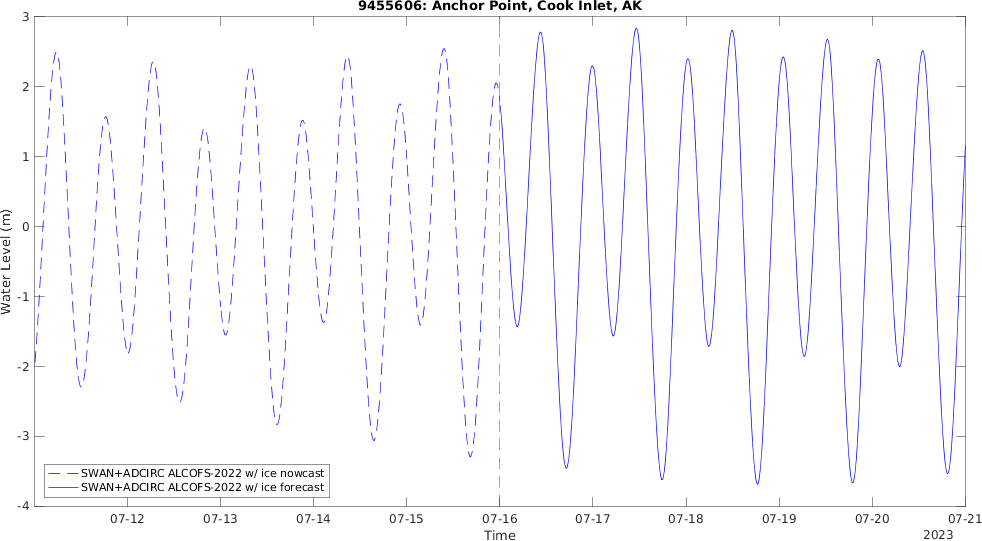 9455606: Anchor Point, Cook Inlet, AK
3
2
1
0
-1
-2
-3
-4
Water Level (m)
SWAN+ADCIRC ALCOFS-2022 w/ ice nowcast
SWAN+ADCIRC ALCOFS-2022 w/ ice forecast
07-12 07-13 07-14 07-15 07-16 07-17 07-18 07-19 07-20 07-21
Time
2023